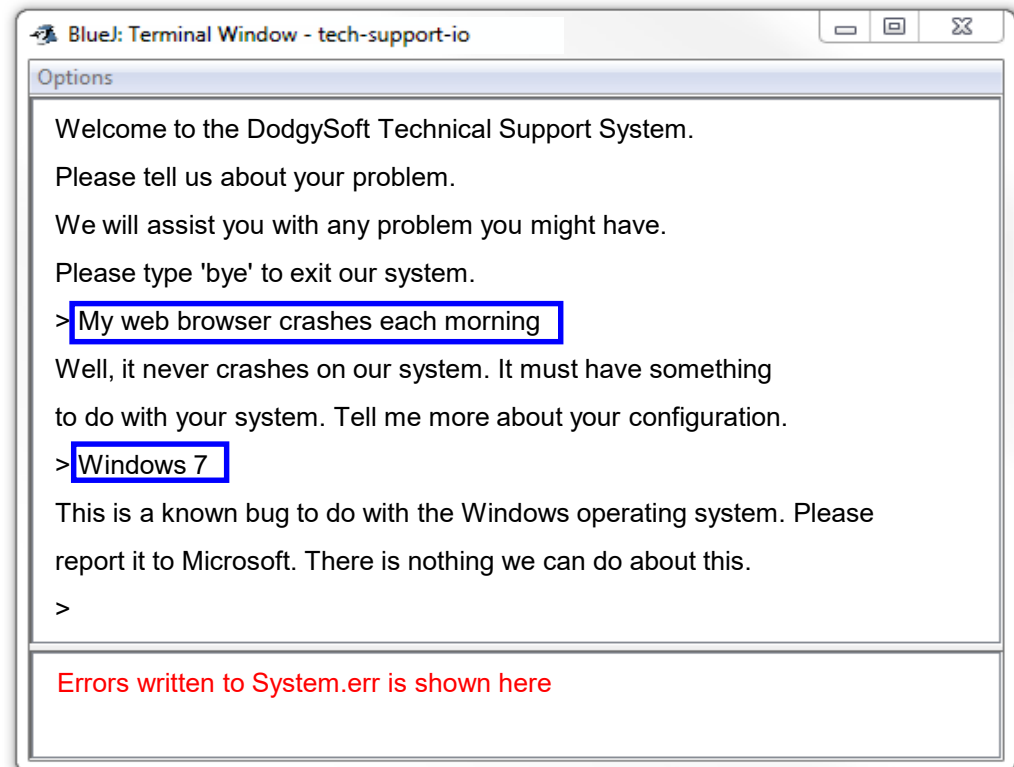 BlueJ: Terminal Window - tech-support-io
Options
Welcome to the DodgySoft Technical Support System.
Please tell us about your problem.
We will assist you with any problem you might have.
Please type 'bye' to exit our system.
> My web browser crashes each morning
Well, it never crashes on our system. It must have something
to do with your system. Tell me more about your configuration.
> Windows 7
This is a known bug to do with the Windows operating system. Please
report it to Microsoft. There is nothing we can do about this.
>
Errors written to System.err is shown here